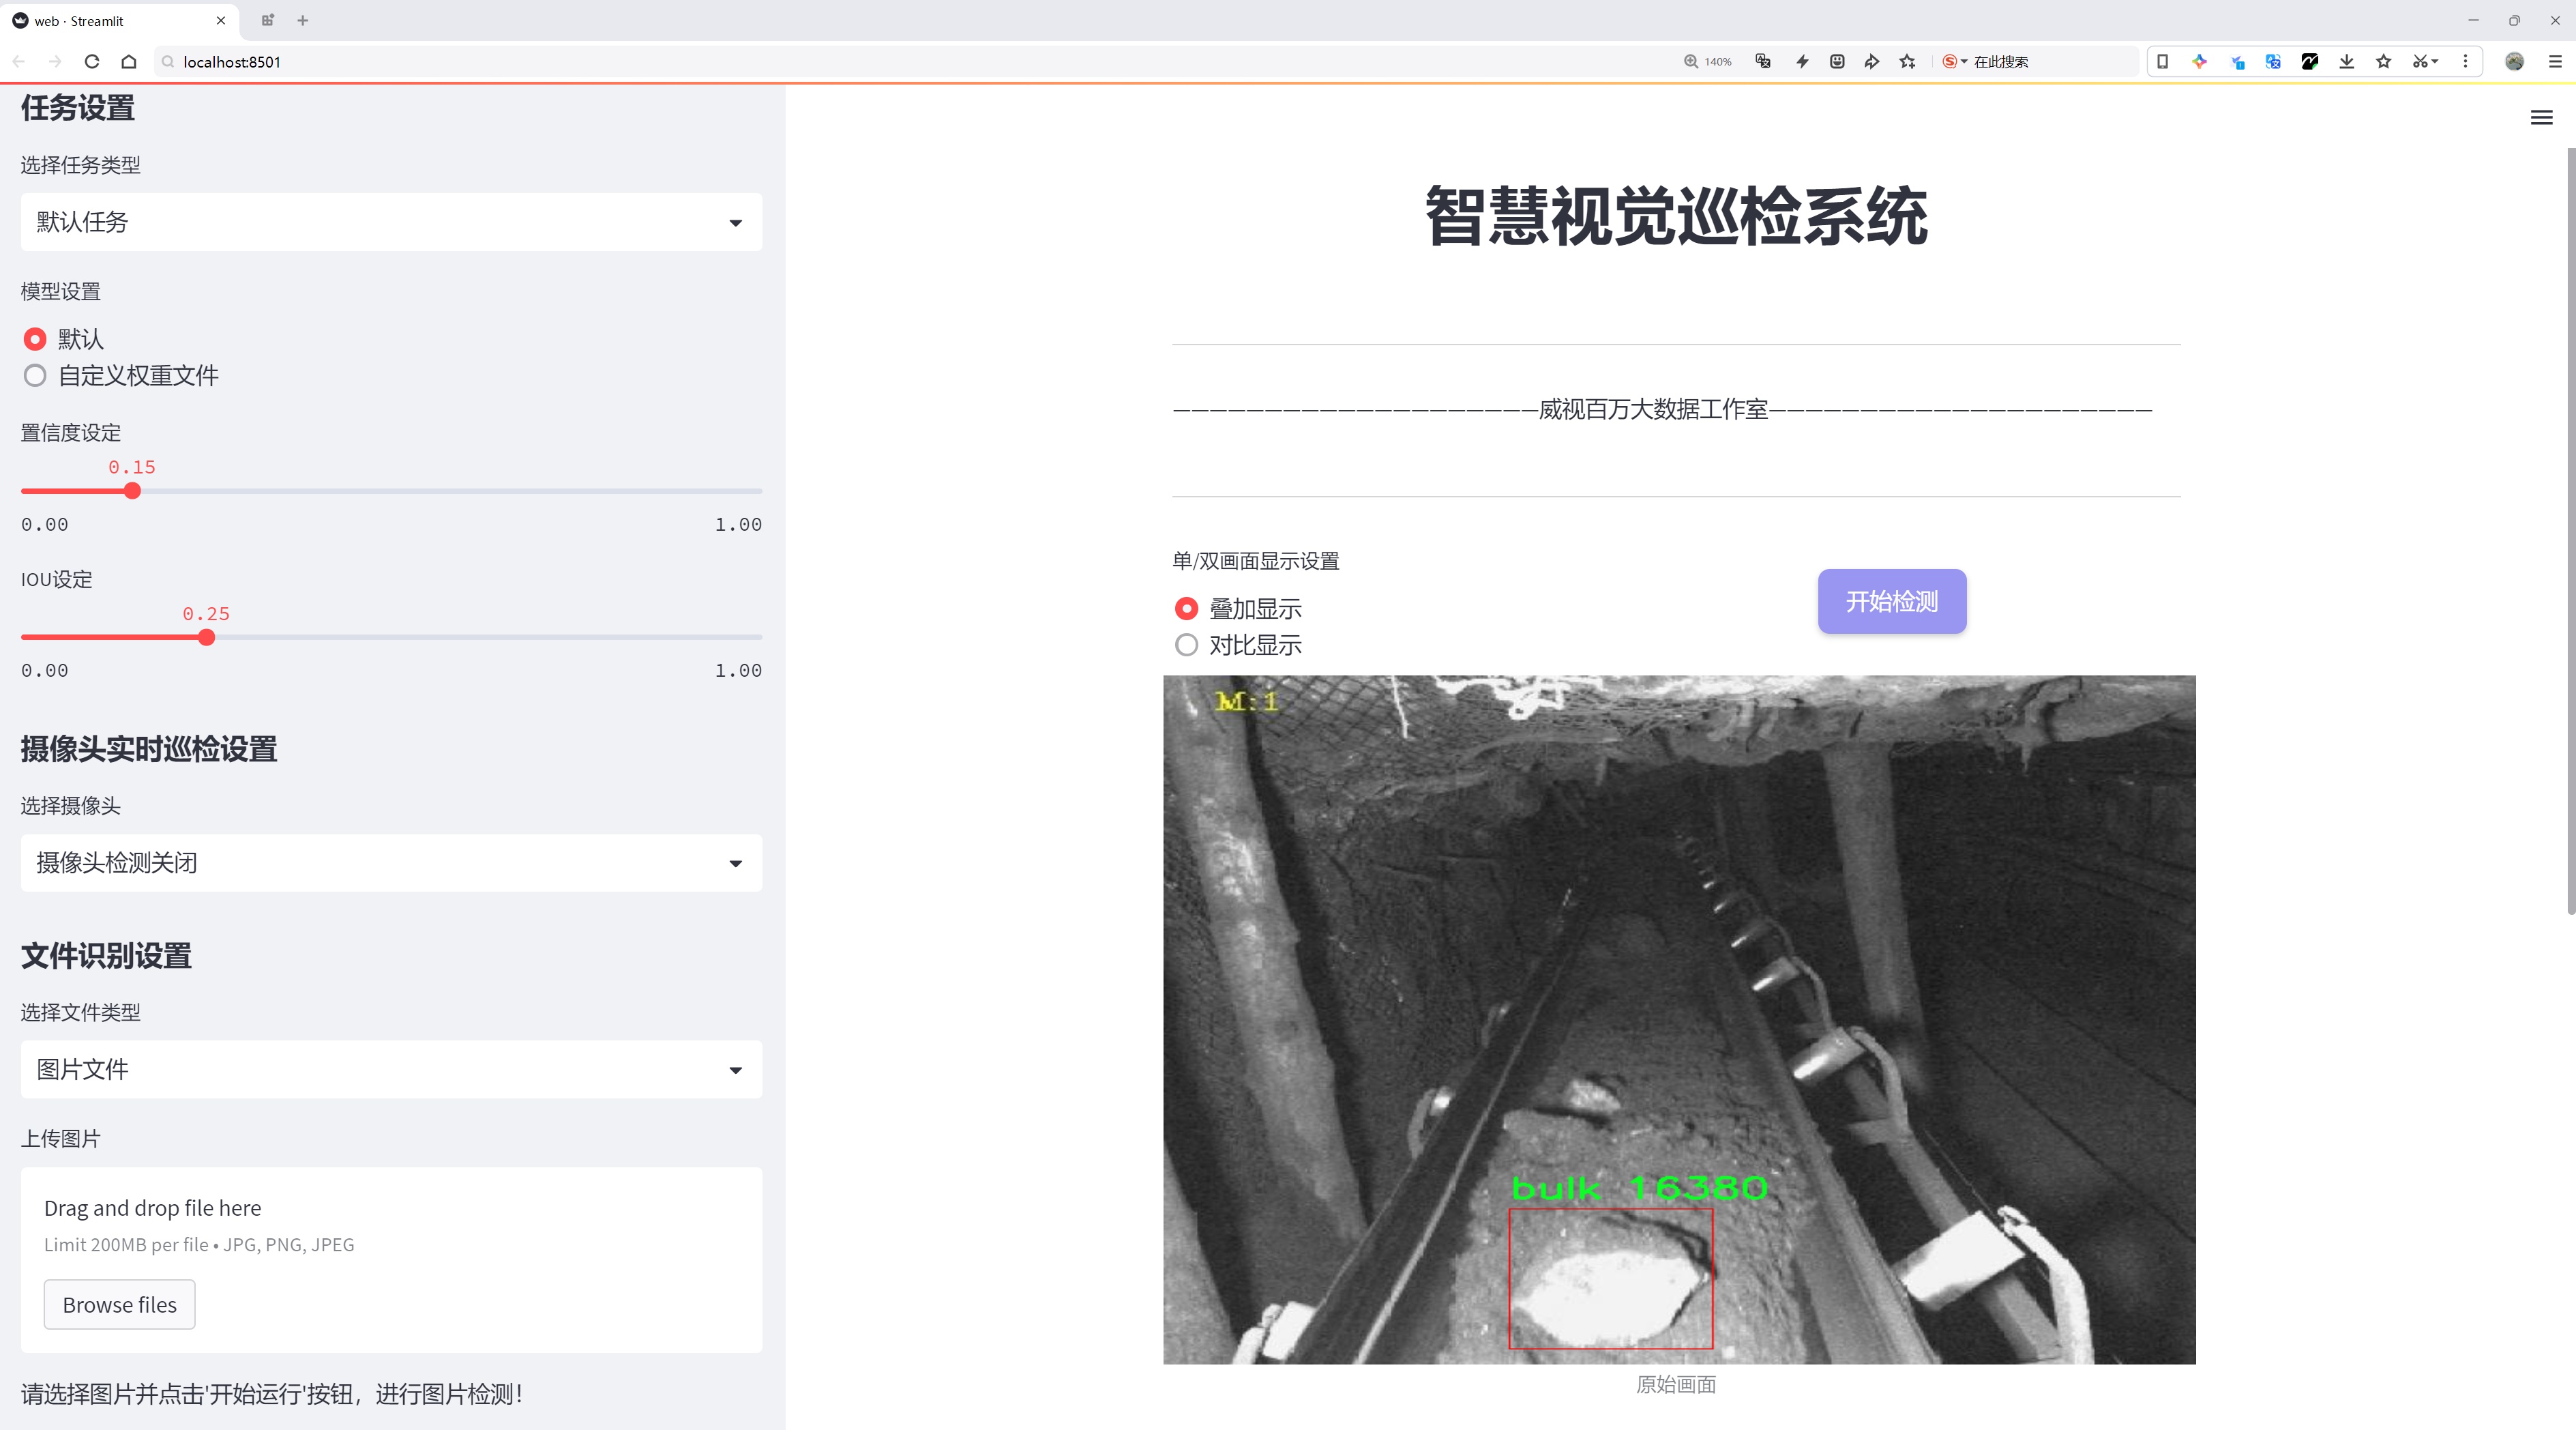 web · Streamlit
localhost:8501
140%
在此搜索
任务设置
选择任务类型
默认任务
模型设置
默认
自定义权重文件
置信度设定
0.15
0.00
1.00
IOU设定
0.25
0.00
1.00
摄像头实时巡检设置
选择摄像头
摄像头检测关闭
文件识别设置
选择文件类型
图片文件
上传图片
Drag and drop file here
Limit 200MB per file • JPG, PNG, JPEG
Browse files
请选择图片并点击'开始运行'按钮，进行图片检测！
智慧视觉巡检系统
————————————————————威视百万大数据工作室—————————————————————
单/双画面显示设置
叠加显示
对比显示
开始检测
M:1
bulk 16380
原始画面